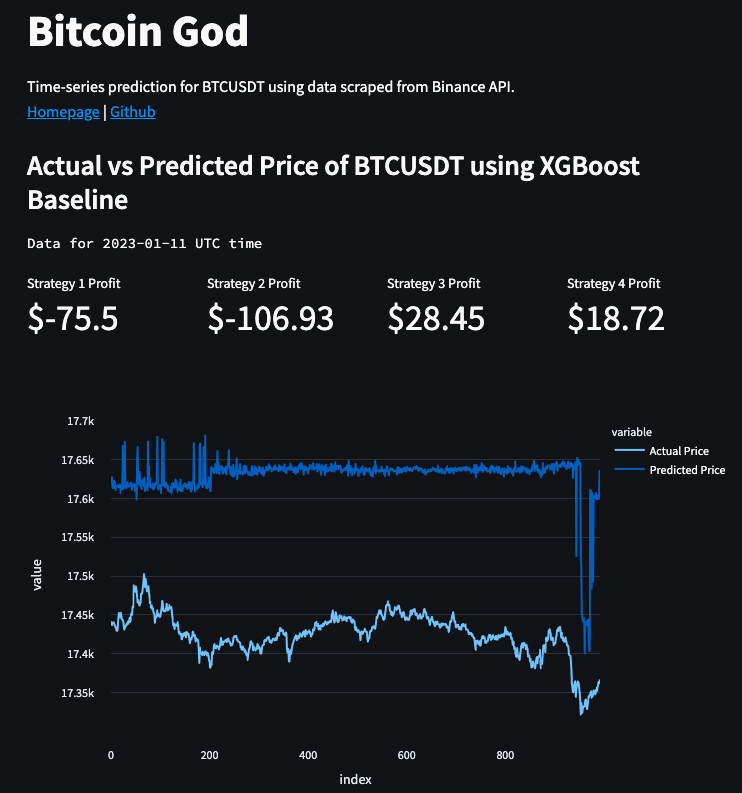 Bitcoin God
Time-series prediction for BTCUSDT using data scraped from Binance API.
Homepage | Github
Actual vs Predicted Price of BTCUSDT using XGBoost
Baseline
Data for 2023-01-11 UTC time
Strategy 1 Profit
$-75.5
Strategy 2 Profit
$-106.93
Strategy 3 Profit
$28.45
Strategy 4 Profit
$18.72
17.7k
17.65k
17.6k
17.55k
17.5k
17.45k
17.4k
17.35k
value
0 200 400 600 800
index
variable
Actual Price
Predicted Price